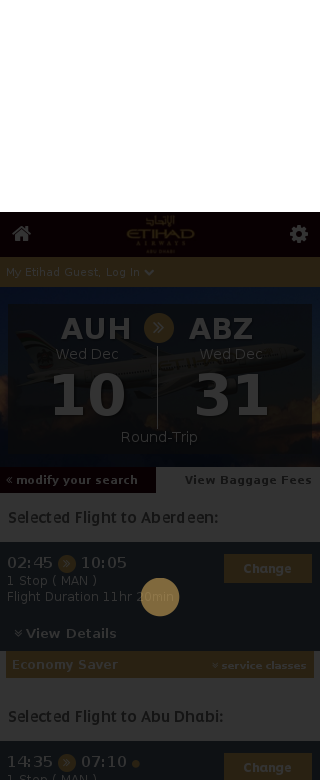 الإتحاد
ETIHAD
AIRWAYS
ABU DHABI
My Etihad Guest, Log In
AUH » ABZ
Wed Dec Wed Dec
10 31
Round-Trip
« modify your search View Baggage Fees
Selected Flight to Aberdeen:
02:45 » 10:05 Change
1 Stop ( MAN )
Flight Duration 11hr 20min
View Details
Economy Saver service classes
Selected Flight to Abu Dhabi:
14:35 » 07:10 Change
1 Stop ( MAN )